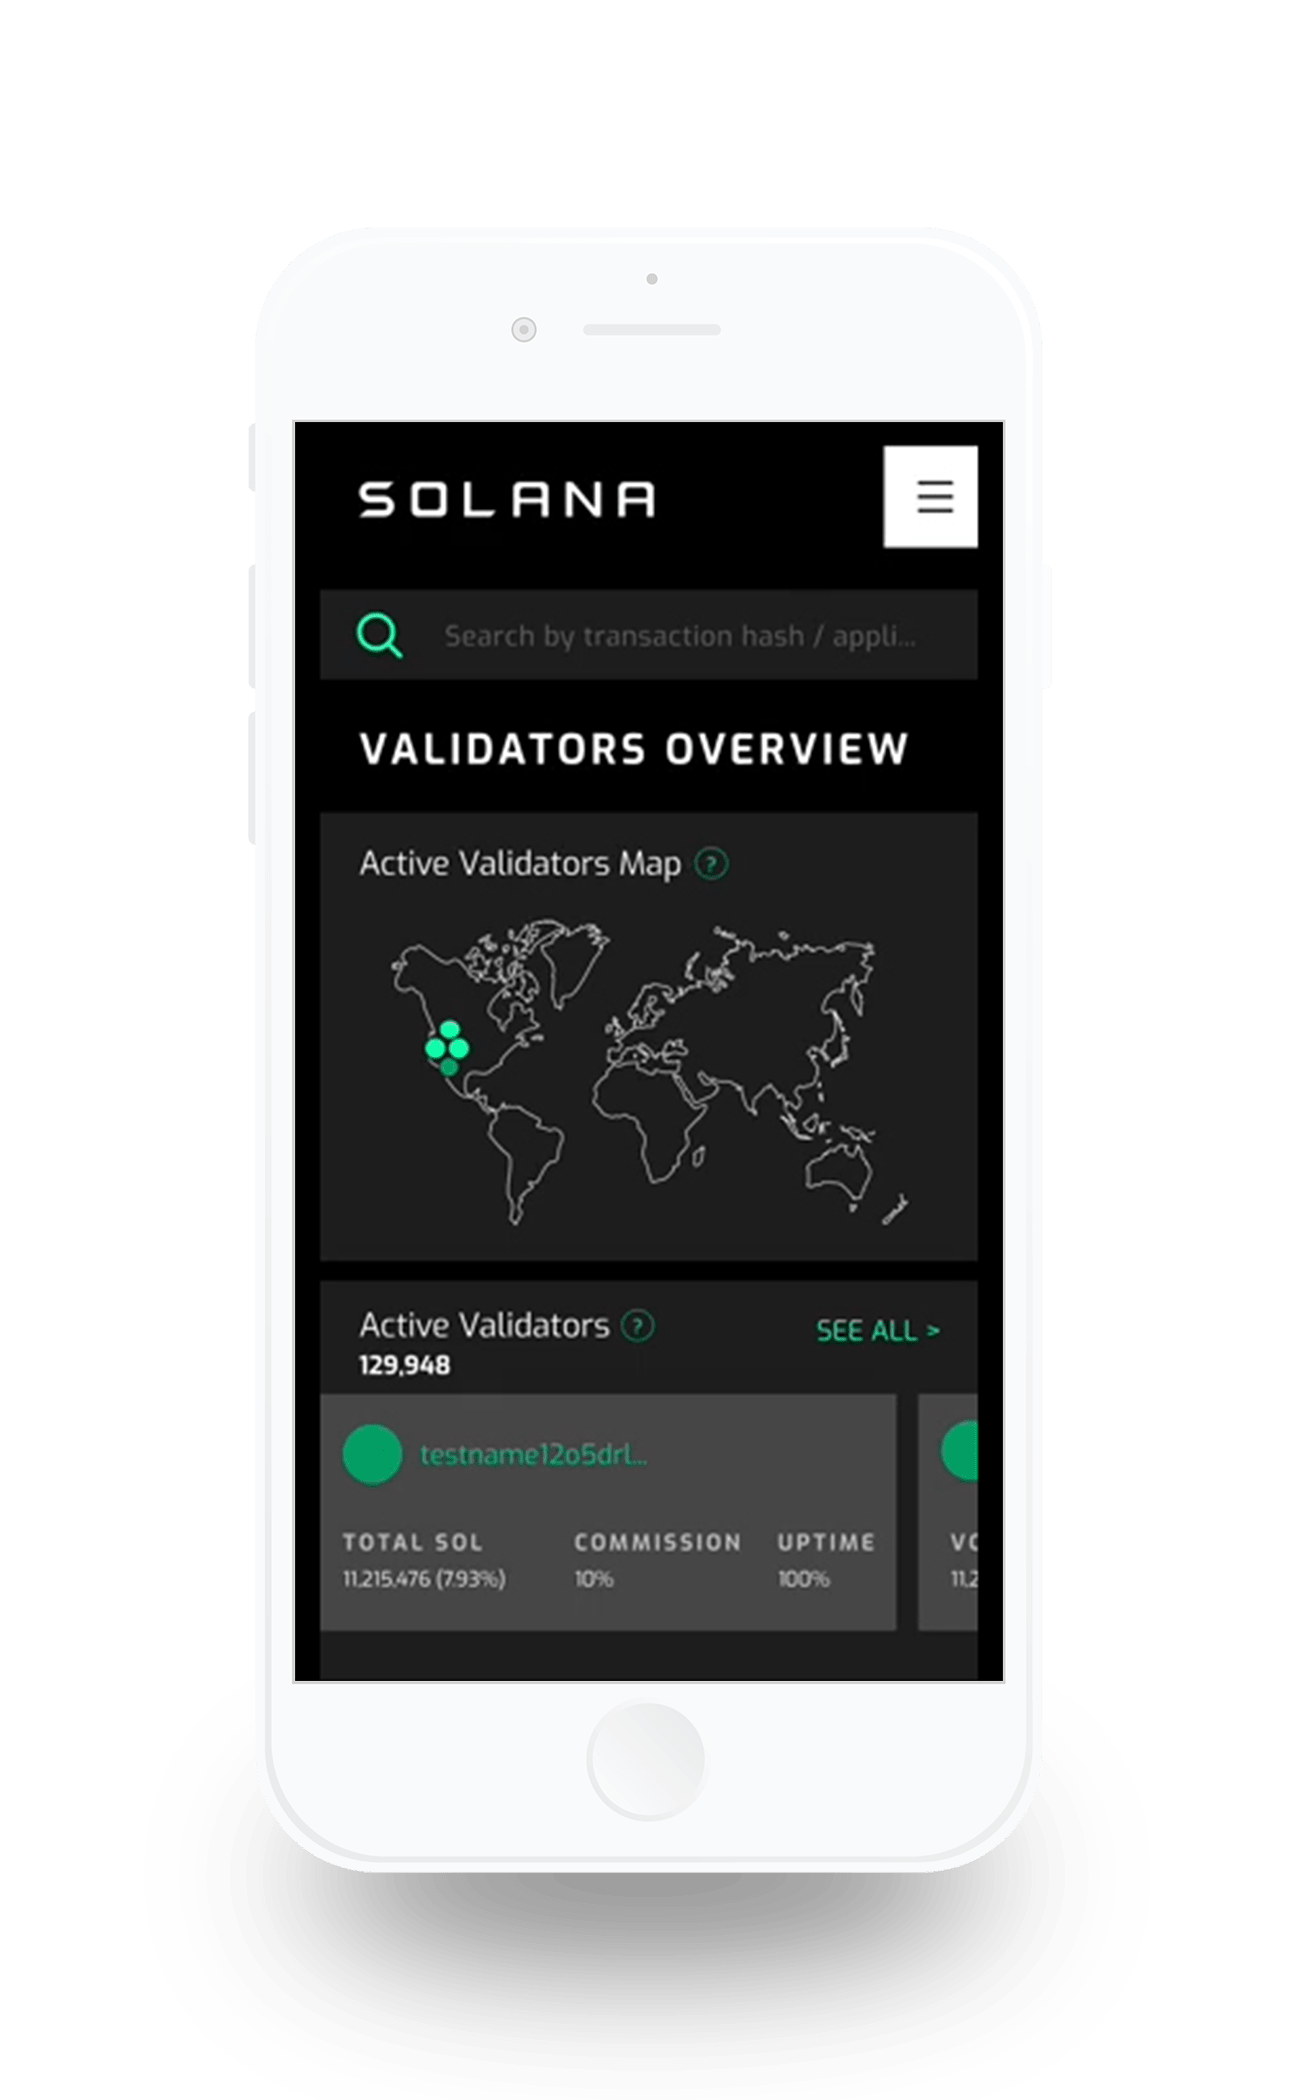 SOLANA
Search by transaction hash / appli...
VALIDATORS OVERVIEW
Active Validators Map ?
Active Validators ?
SEE ALL >
129,948
testname12o5drl...
TOTAL SOL COMMISSION UPTIME VO
11,215,476 (7.93%) 10% 100% 11,2